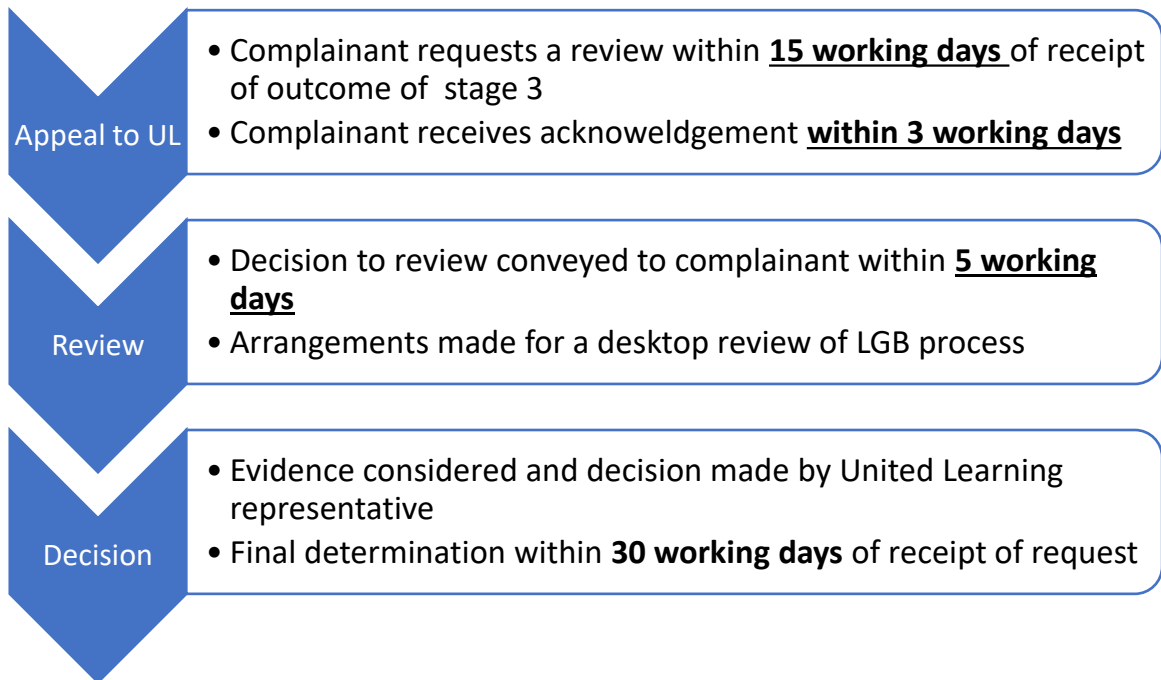 Appeal to UL
• Complainant requests a review within 15 working days of receipt
of outcome of  stage 3
• Complainant receives acknoweldgement within 3 working days
Review
• Decision to review conveyed to complainant within 5 working
days
• Arrangements made for a desktop review of LGB process
Decision
• Evidence considered and decision made by United Learning
representative
• Final determination within 30 working days of receipt of request